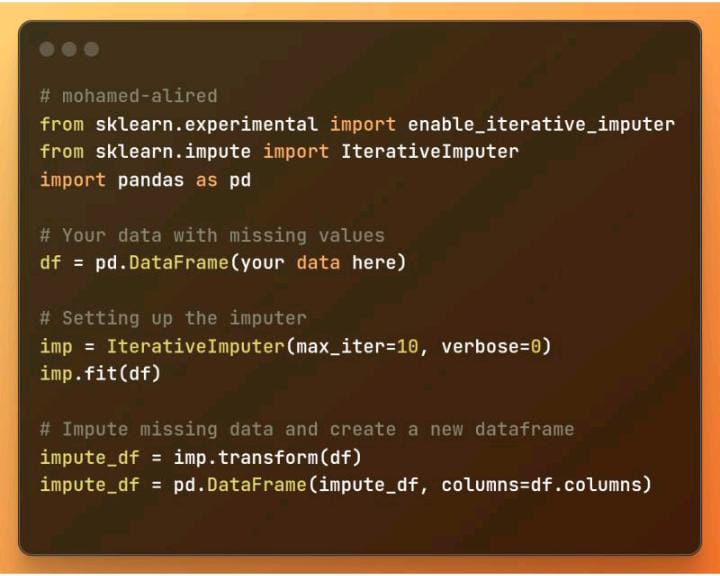 # mohamed-alired
from sklearn.experimental import enable_iterative_imputer
from sklearn.impute import IterativeImputer
import pandas as pd
# Your data with missing values
df = pd.DataFrame(your data here)
# Setting up the imputer
imp = IterativeImputer(max_iter=10, verbose=0)
imp.fit(df)
# Impute missing data and create a new dataframe
impute_df = imp.transform(df)
impute_df = pd.DataFrame(impute_df, columns=df.columns)